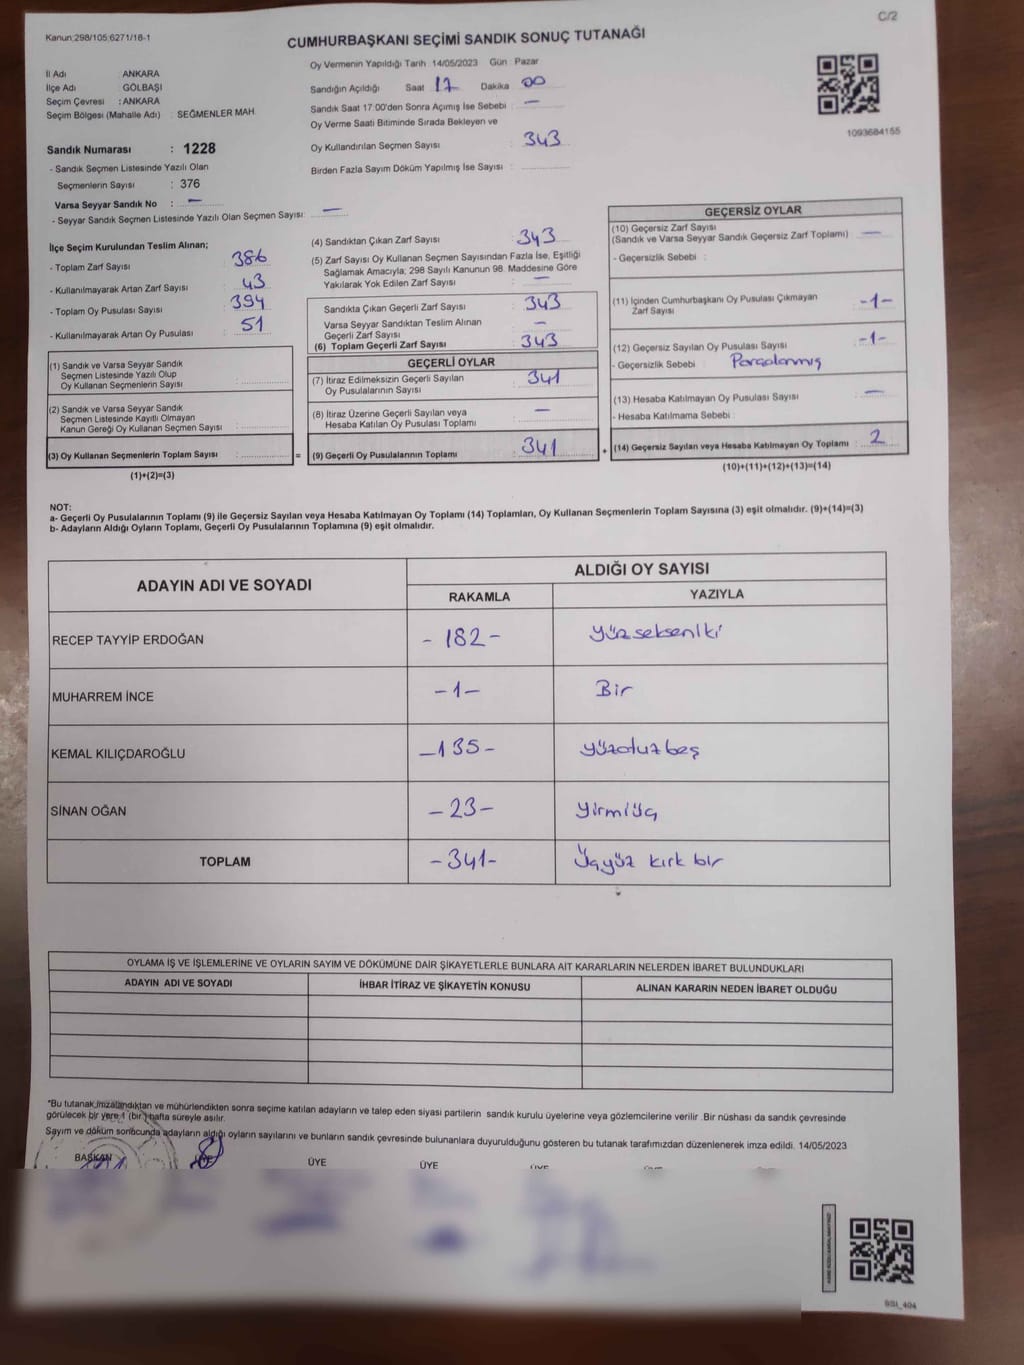 C/2
Kanun:298/105;6271/18-1
CUMHURBAŞKANI SEÇİMİ SANDIK SONUÇ TUTANAĞI
İl Adı : ANKARA
İlçe Adı : GÖLBAŞI
Seçim Çevresi : ANKARA
Seçim Bölgesi (Mahalle Adı) : SEĞMENLER MAH.
Sandık Numarası : 1228
- Sandık Seçmen Listesinde Yazılı Olan
Seçmenlerin Sayısı : 376
Varsa Seyyar Sandık No : —
- Seyyar Sandık Seçmen Listesinde Yazılı Olan Seçmen Sayısı: —
Oy Vermenin Yapıldığı Tarih :14/05/2023 Gün : Pazar
Sandığın Açıldığı Saat 17 Dakika 00
Sandık Saat 17:00'den Sonra Açımış İse Sebebi : —
Oy Verme Saati Bitiminde Sırada Bekleyen ve
Oy Kullandırılan Seçmen Sayısı : 343
Birden Fazla Sayım Döküm Yapılmış İse Sayısı :
1093684155
İlçe Seçim Kurulundan Teslim Alınan;
- Toplam Zarf Sayısı : 386
- Kullanılmayarak Artan Zarf Sayısı : 43
- Toplam Oy Pusulası Sayısı : 394
- Kullanılmayarak Artan Oy Pusulası : 51
(1) Sandık ve Varsa Seyyar Sandık
Seçmen Listesinde Yazılı Olup
Oy Kullanan Seçmenlerin Sayısı :
(2) Sandık ve Varsa Seyyar Sandık
Seçmen Listesinde Kayıtlı Olmayan
Kanun Gereği Oy Kullanan Seçmen Sayısı :
(3) Oy Kullanan Seçmenlerin Toplam Sayısı :
(1)+(2)=(3)
=
(4) Sandıktan Çıkan Zarf Sayısı : 343
(5) Zarf Sayısı Oy Kullanan Seçmen Sayısından Fazla İse, Eşitliği
Sağlamak Amacıyla; 298 Sayılı Kanunun 98. Maddesine Göre
Yakılarak Yok Edilen Zarf Sayısı : —
Sandıkta Çıkan Geçerli Zarf Sayısı : 343
Varsa Seyyar Sandıktan Teslim Alınan
Geçerli Zarf Sayısı : —
(6) Toplam Geçerli Zarf Sayısı : 343
GEÇERLİ OYLAR
(7) İtiraz Edilmeksizin Geçerli Sayılan
Oy Pusulalarının Sayısı : 341
(8) İtiraz Üzerine Geçerli Sayılan veya
Hesaba Katılan Oy Pusulası Toplamı : —
(9) Geçerli Oy Pusulalarının Toplamı : 341
+
GEÇERSİZ OYLAR
(10) Geçersiz Zarf Sayısı
(Sandık ve Varsa Seyyar Sandık Geçersiz Zarf Toplamı) : —
- Geçersizlik Sebebi :
(11) İçinden Cumhurbaşkanı Oy Pusulası Çıkmayan
Zarf Sayısı : -1-
(12) Geçersiz Sayılan Oy Pusulası Sayısı : -1-
- Geçersizlik Sebebi : Parçalanmış
(13) Hesaba Katılmayan Oy Pusulası Sayısı : —
- Hesaba Katılmama Sebebi :
(14) Geçersiz Sayılan veya Hesaba Katılmayan Oy Toplamı : 2
(10)+(11)+(12)+(13)=(14)
NOT:
a- Geçerli Oy Pusulalarının Toplamı (9) ile Geçersiz Sayılan veya Hesaba Katılmayan Oy Toplamı (14) Toplamları, Oy Kullanan Seçmenlerin Toplam Sayısına (3) eşit olmalıdır. (9)+(14)=(3)
b- Adayların Aldığı Oyların Toplamı, Geçerli Oy Pusulalarının Toplamına (9) eşit olmalıdır.
ADAYIN ADI VE SOYADI ALDIĞI OY SAYISI
RAKAMLA YAZIYLA
RECEP TAYYİP ERDOĞAN -182- Yüzsekseniki
MUHARREM İNCE -1- Bir
KEMAL KILIÇDAROĞLU -135- yüzotuzbeş
SİNAN OĞAN -23- yirmiüç
TOPLAM -341- Üçyüz kırk bir
OYLAMA İŞ VE İŞLEMLERİNE VE OYLARIN SAYIM VE DÖKÜMÜNE DAİR ŞİKAYETLERLE BUNLARA AİT KARARLARIN NELERDEN İBARET BULUNDUKLARI
ADAYIN ADI VE SOYADI İHBAR İTİRAZ VE ŞİKAYETİN KONUSU ALINAN KARARIN NEDEN İBARET OLDUĞU
*Bu tutanak,imzalandıktan ve mühürlendikten sonra seçime katılan adayların ve talep eden siyasi partilerin sandık kurulu üyelerine veya gözlemcilerine verilir .Bir nüshası da sandık çevresinde
görülecek bir yere 1 (bir ) hafta süreyle asılır.
Sayım ve döküm sonucunda adayların aldığı oyların sayılarını ve bunların sandık çevresinde bulunanlara duyurulduğunu gösteren bu tutanak tarafımızdan düzenlenerek imza edildi. 14/05/2023
BAŞKAN ÜYE ÜYE ÜYE ÜYE
BSI_404